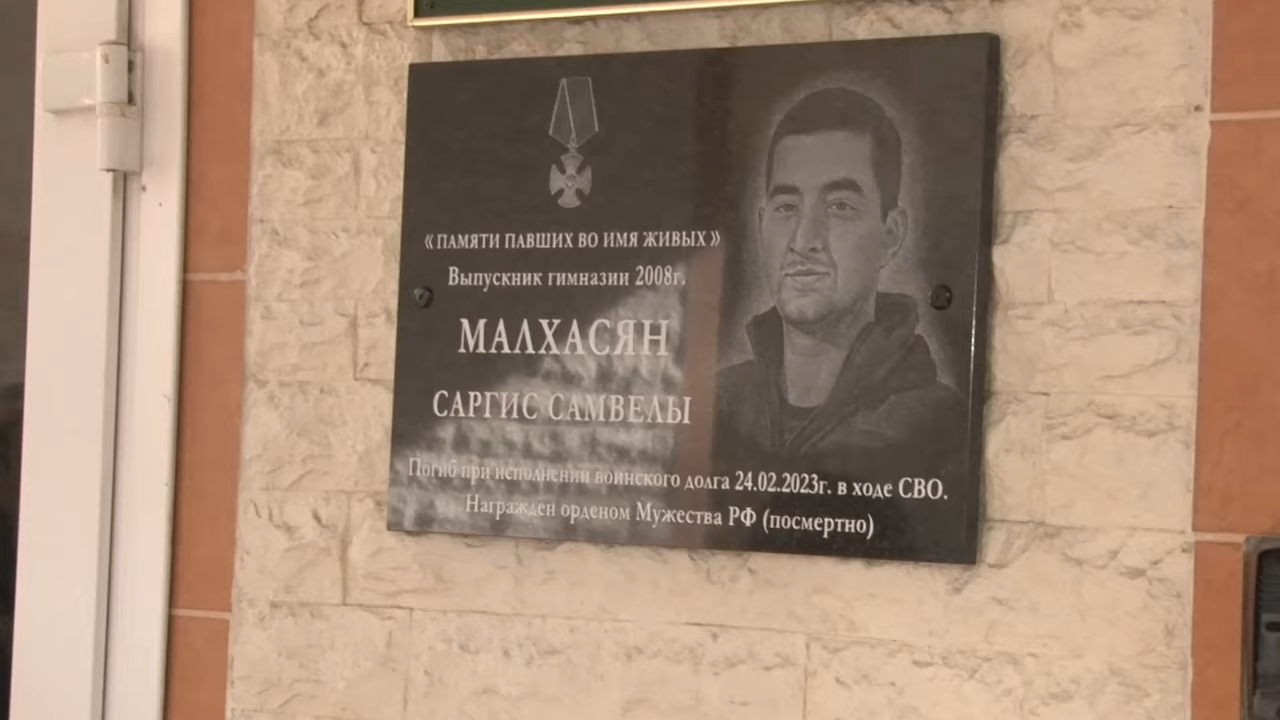 « ПАМЯТИ ПАВШИХ ВО ИМЯ ЖИВЫХ »
Выпускник гимназии 2008г.
МАЛХАСЯН
САРГИС САМВЕЛЫ
Погиб при исполнении воинского долга 24.02.2023г. в ходе СВО.
Награжден орденом Мужества РФ (посмертно)